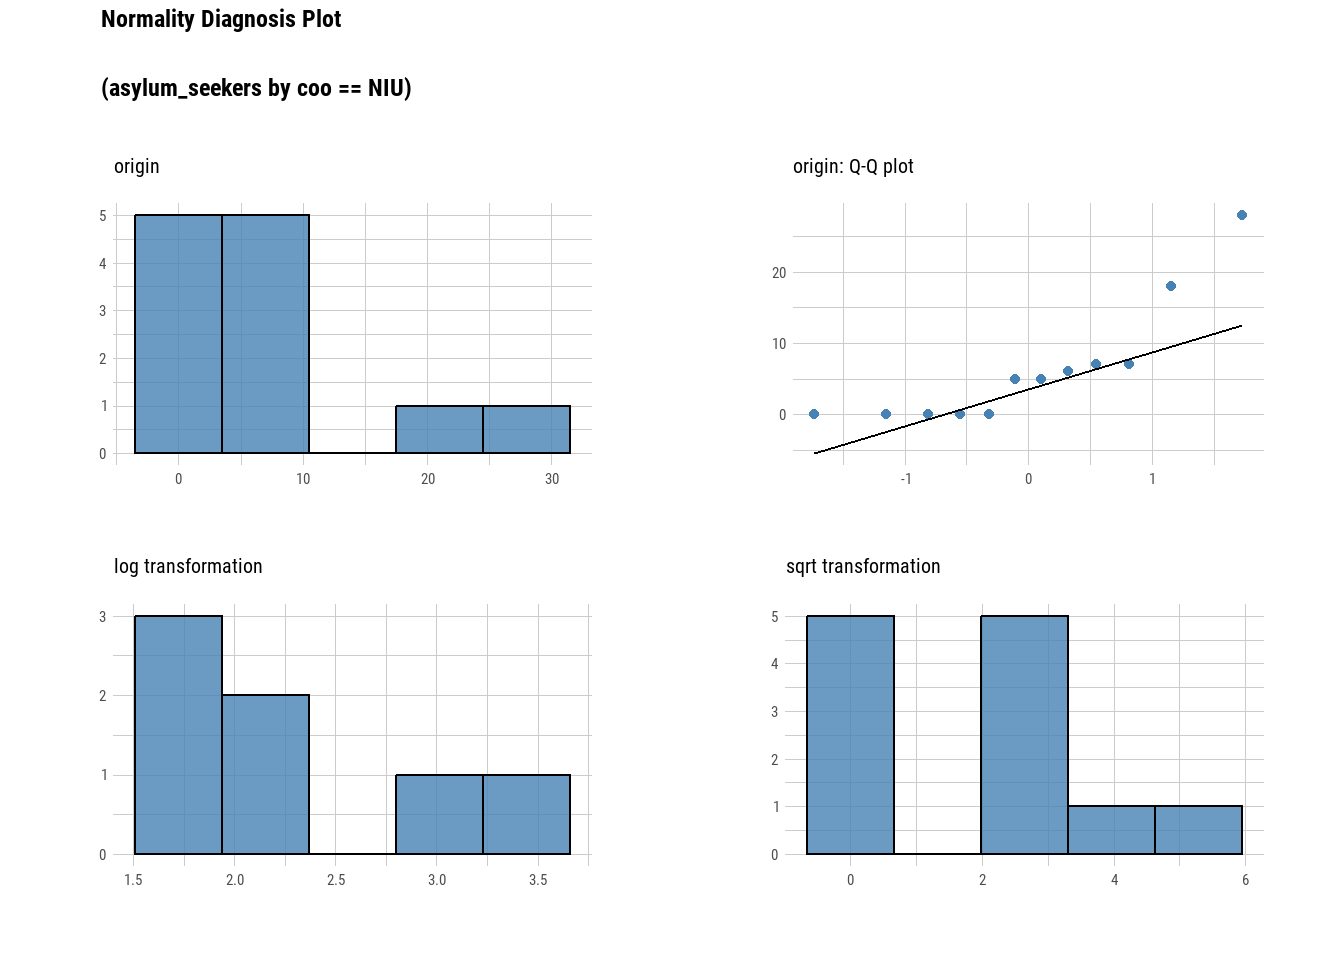 Normality Diagnosis Plot
(asylum_seekers by coo == NIU)
origin
5
4
3
2
1
0
0 10 20 30
origin: Q-Q plot
20
10
0
-1 0 1
log transformation
3
2
1
0
1.5 2.0 2.5 3.0 3.5
sqrt transformation
5
4
3
2
1
0
0 2 4 6